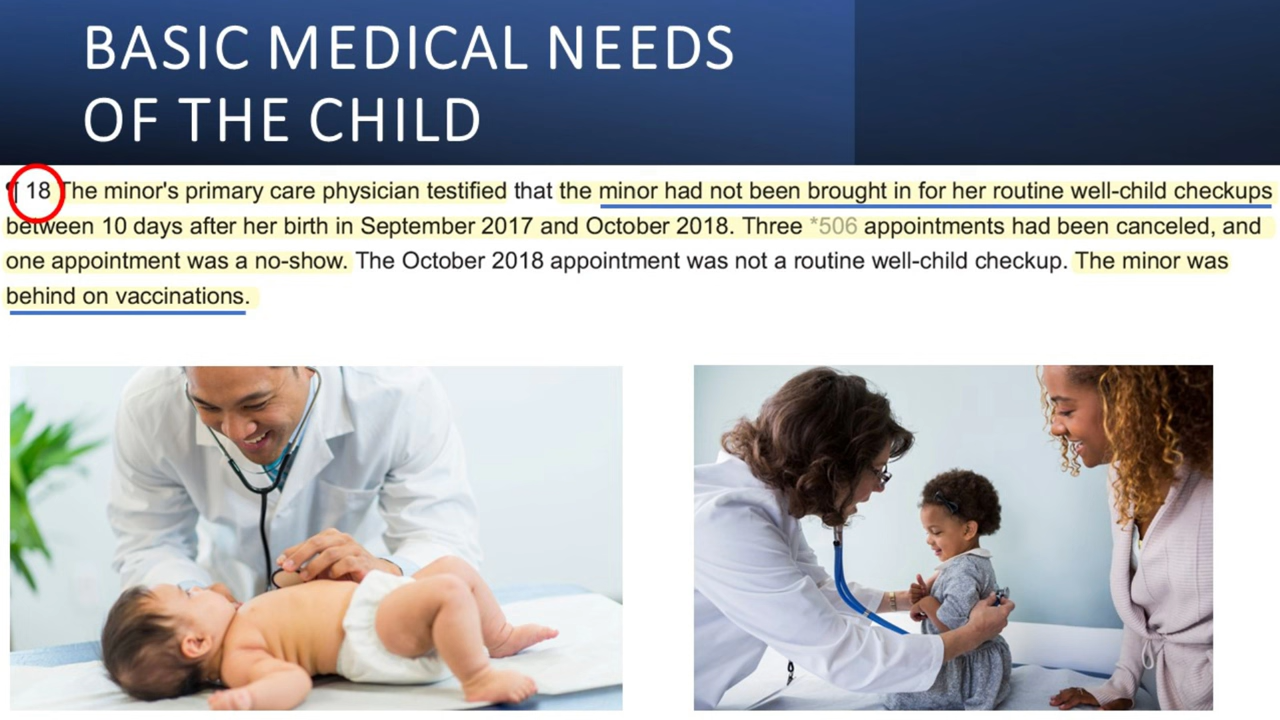 BASIC MEDICAL NEEDS
OF THE CHILD
¶ 18 The minor's primary care physician testified that the minor had not been brought in for her routine well-child checkups
between 10 days after her birth in September 2017 and October 2018. Three *506 appointments had been canceled, and
one appointment was a no-show. The October 2018 appointment was not a routine well-child checkup. The minor was
behind on vaccinations.